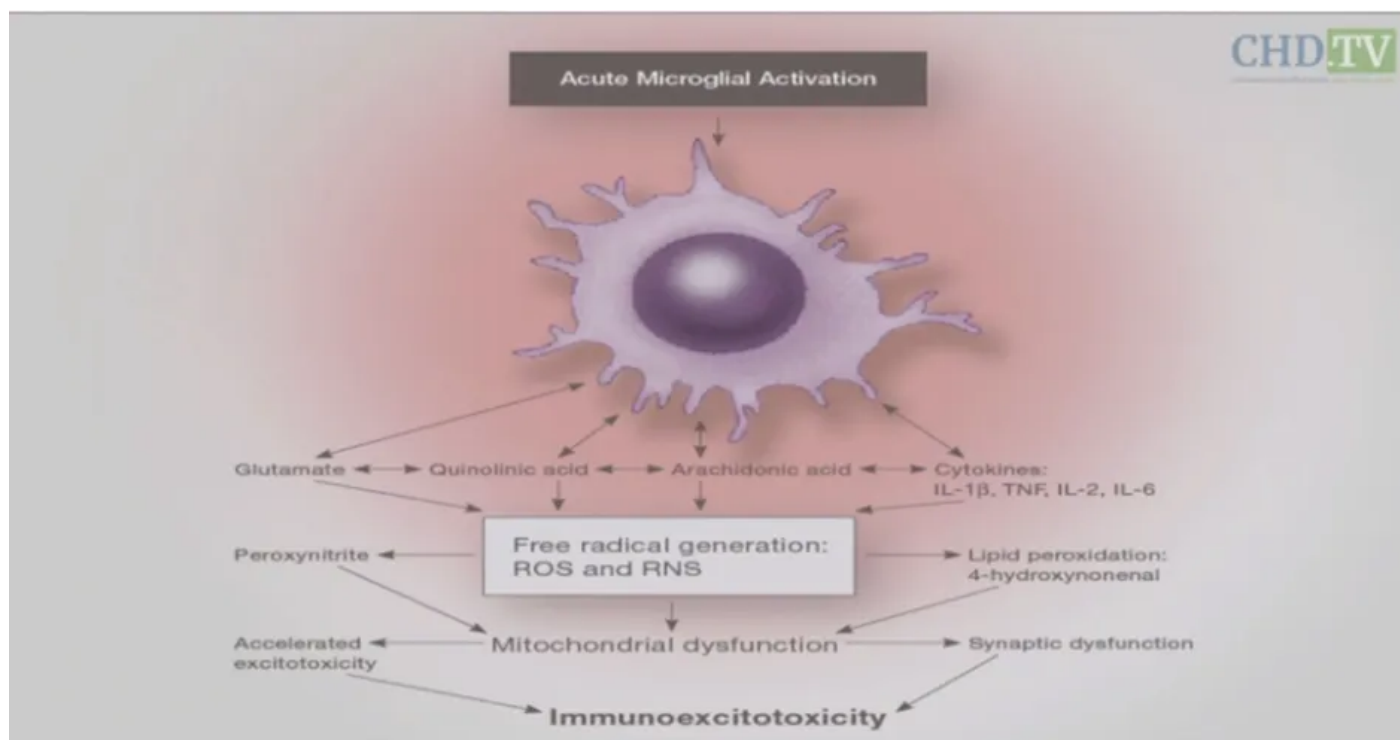 CHD.TV
Acute Microglial Activation
Glutamate
Quinolinic acid
Arachidonic acid
Cytokines:
IL-1β, TNF, IL-2, IL-6
Free radical generation:
ROS and RNS
Peroxynitrite
Lipid peroxidation:
4-hydroxynonenal
Mitochondrial dysfunction
Accelerated
excitotoxicity
Synaptic dysfunction
Immunoexcitotoxicity